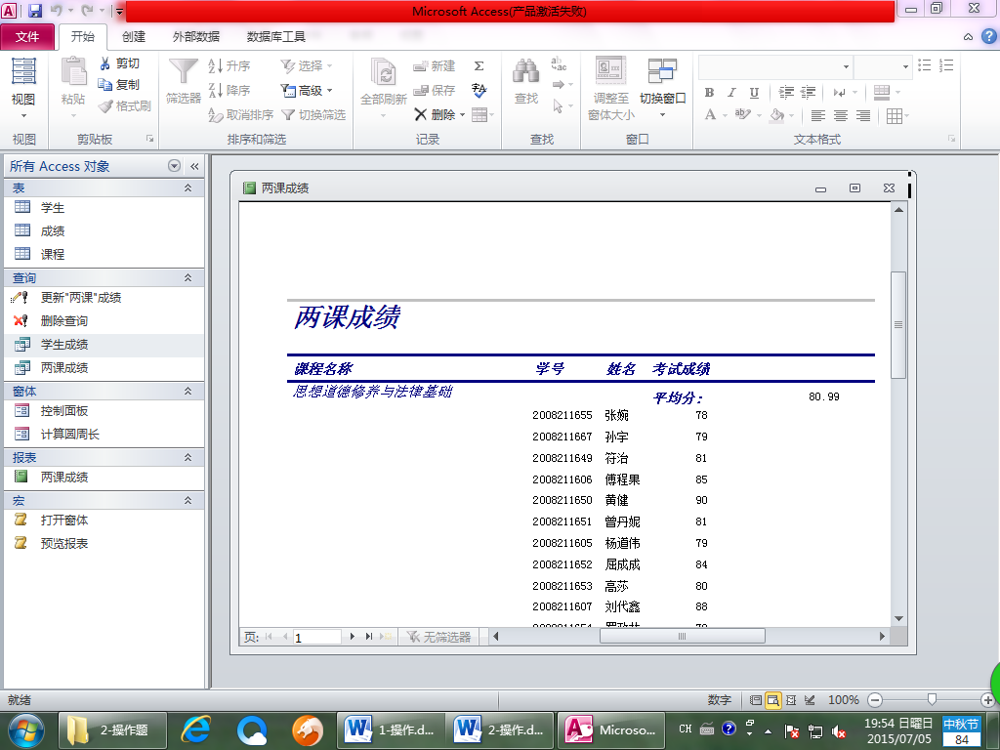 Microsoft Access(产品激活失败)
文件 开始 创建 外部数据 数据库工具
视图 粘贴 剪切 复制 格式刷 筛选器 升序 降序 取消排序 选择 高级 切换筛选 全部刷新 新建 保存 删除 查找 调整至窗体大小 切换窗口
视图 剪贴板 排序和筛选 记录 查找 窗口 文本格式
所有 Access 对象
表
学生
成绩
课程
查询
更新"两课"成绩
删除查询
学生成绩
两课成绩
窗体
控制面板
计算圆周长
报表
两课成绩
宏
打开窗体
预览报表
两课成绩
两课成绩
课程名称 学号 姓名 考试成绩
思想道德修养与法律基础
平均分： 80.99
2008211655 张婉 78
2008211667 孙宇 79
2008211649 符治 81
2008211606 傅程果 85
2008211650 黄健 90
2008211651 曾丹妮 81
2008211605 杨道伟 79
2008211652 屈成成 84
2008211653 高莎 80
2008211607 刘代鑫 88
页: 1 无筛选器
就绪 数字 100%
2-操作题 1-操作.d... 2-操作.d... Microso... CH 19:54 日曜日 中秋节
2015/07/05 84